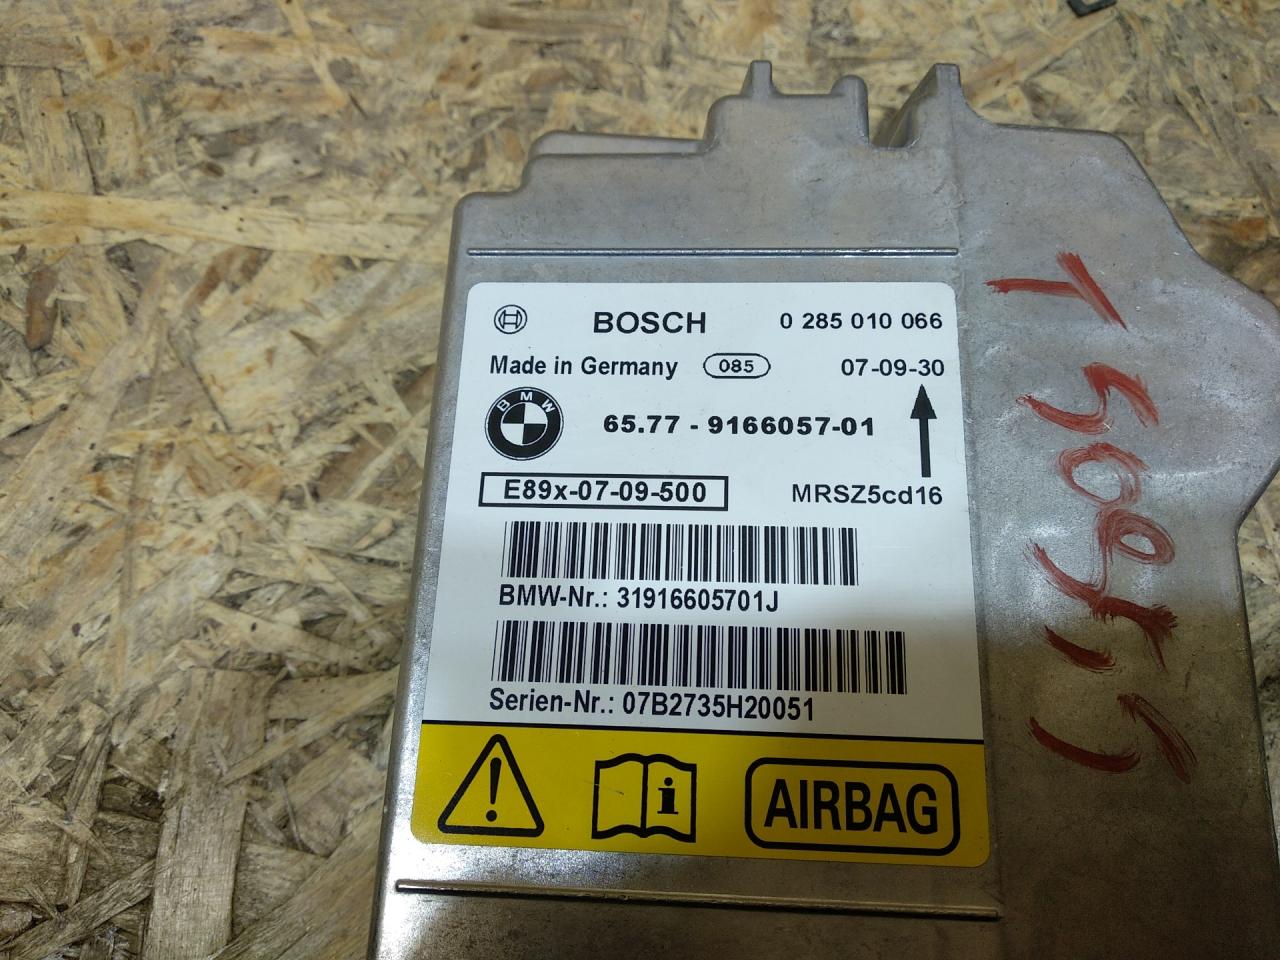 BOSCH 0 285 010 066
Made in Germany 085 07-09-30
BMW
65.77 - 9166057-01
E89x-07-09-500 MRSZ5cd16
BMW-Nr.: 31916605701J
Serien-Nr.: 07B2735H20051
AIRBAG